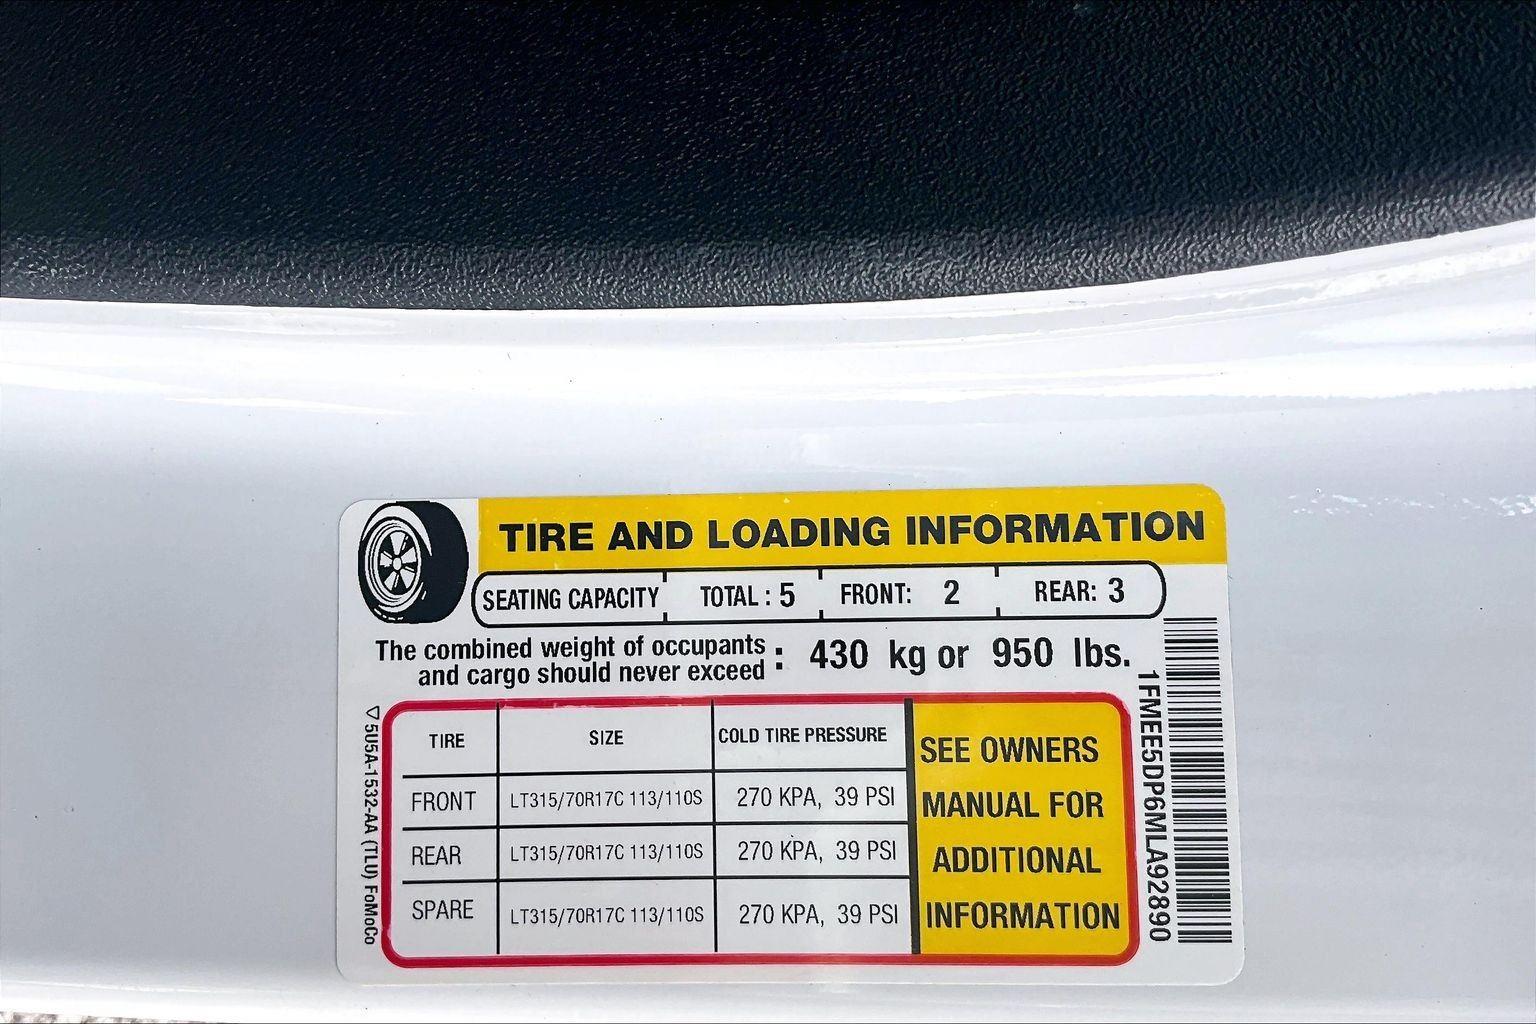 TIRE AND LOADING INFORMATION
SEATING CAPACITY TOTAL : 5 FRONT: 2 REAR: 3
The combined weight of occupants
and cargo should never exceed : 430 kg or 950 lbs.
TIRE SIZE COLD TIRE PRESSURE
FRONT LT315/70R17C 113/110S 270 KPA, 39 PSI
REAR LT315/70R17C 113/110S 270 KPA, 39 PSI
SPARE LT315/70R17C 113/110S 270 KPA, 39 PSI
SEE OWNERS
MANUAL FOR
ADDITIONAL
INFORMATION
5U5A-1532-AA (TLU) FoMoCo
1FMEE5DP6MLA92890